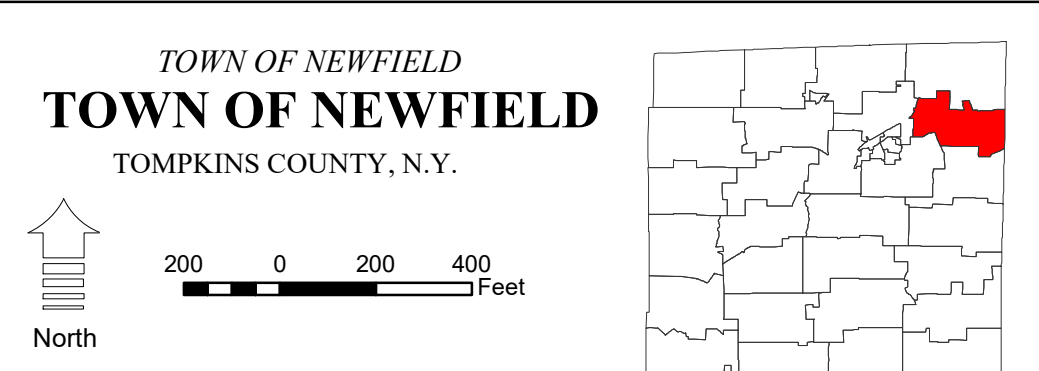 TOWN OF NEWFIELD
TOWN OF NEWFIELD
TOMPKINS COUNTY, N.Y.
200 0 200 400
Feet
North